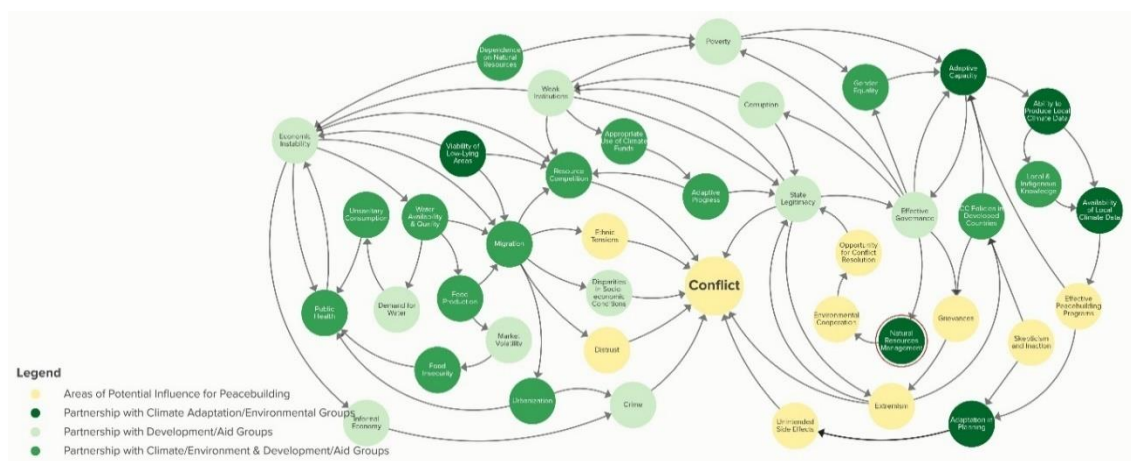 Dependence
on Natural
Resources
Poverty
Weak
Institutions
Gender
Equality
Adaptive
Capacity
Corruption
Ability to
Produce Local
Climate Data
Economic
Instability
Viability of
Low-Lying
Areas
Appropriate
Use of Climate
Funds
Resource
Competition
Local &
Indigenous
Knowledge
Adaptive
Progress
State
Legitimacy
Effective
Governance
CC Policies in
Developed
Countries
Availability
of Local
Climate Data
Unsanitary
Consumption
Water
Availability
& Quality
Migration
Ethnic
Tensions
Opportunity
for Conflict
Resolution
Conflict
Disparities
in Socio
economic
Conditions
Public
Health
Demand for
Water
Food
Production
Market
Volatility
Environmental
Cooperation
Natural
Resources
Management
Grievances
Effective
Peacebuilding
Programs
Skepticism
and Inaction
Distrust
Food
Insecurity
Urbanization
Crime
Extremism
Unintended
Side Effects
Adaptation in
Planning
Informal
Economy
Legend
Areas of Potential Influence for Peacebuilding
Partnership with Climate Adaptation/Environmental Groups
Partnership with Development/Aid Groups
Partnership with Climate/Environment & Development/Aid Groups